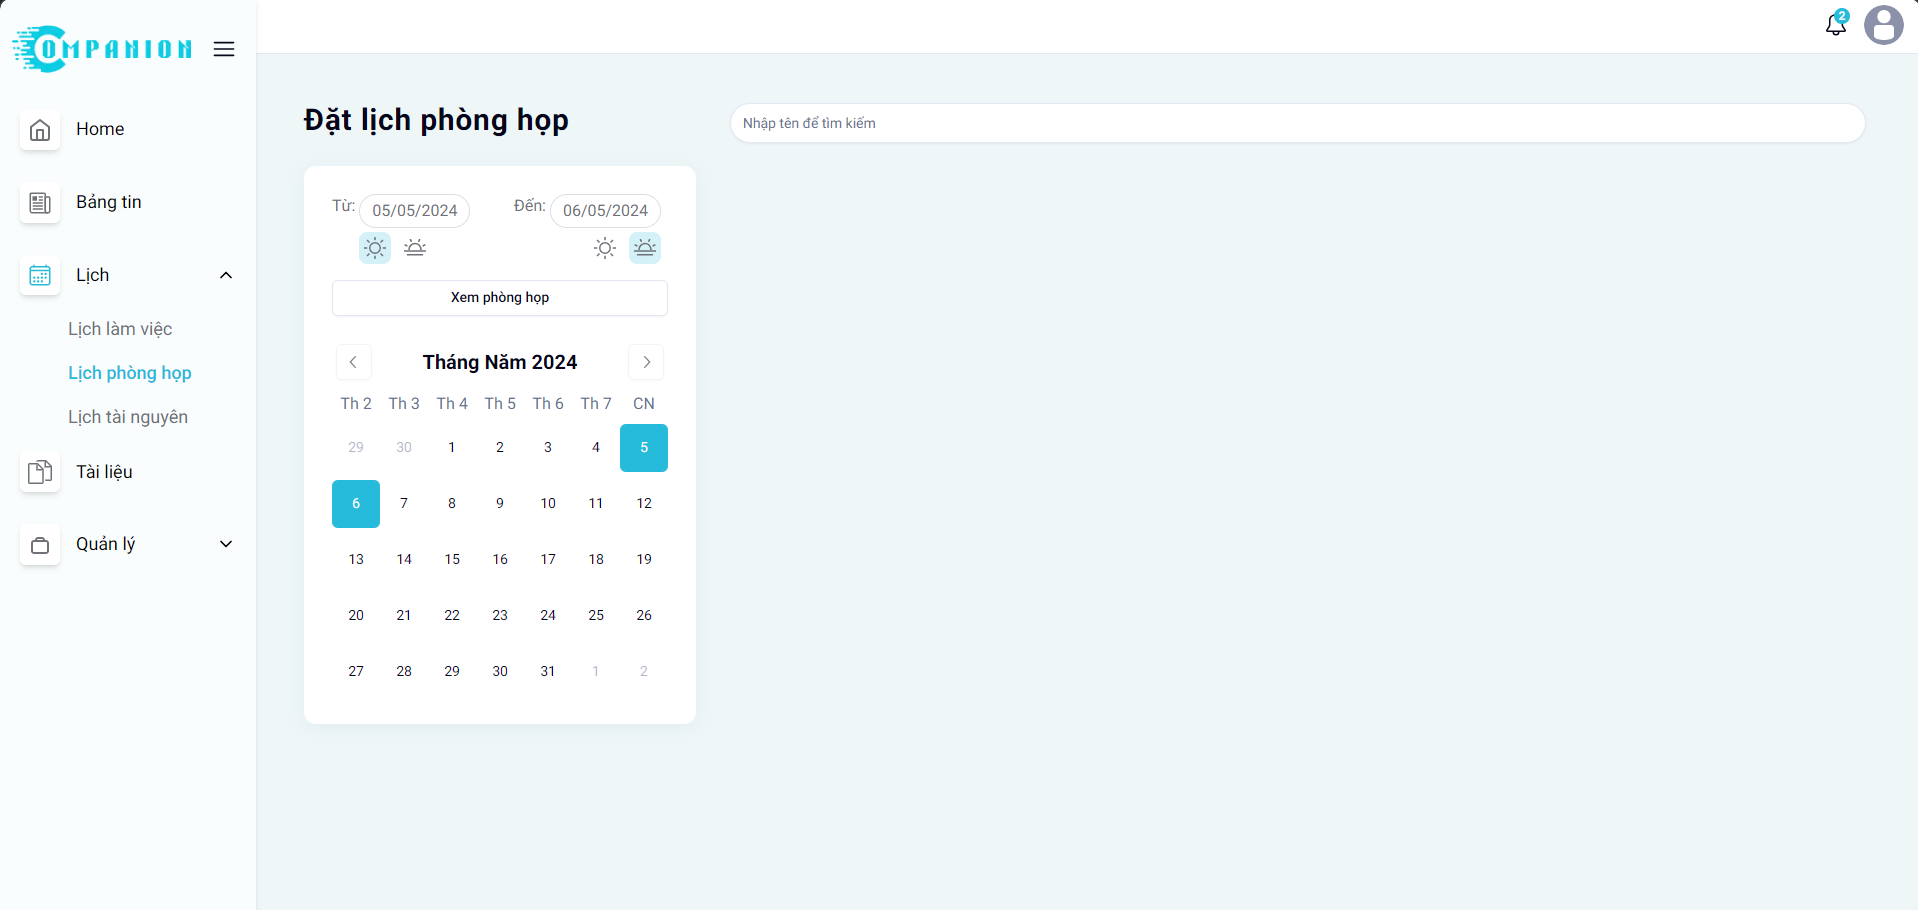 COMPANION
2
Home
Bảng tin
Lịch
Lịch làm việc
Lịch phòng họp
Lịch tài nguyên
Tài liệu
Quản lý
Đặt lịch phòng họp
Nhập tên để tìm kiếm
Từ: 05/05/2024 Đến: 06/05/2024
Xem phòng họp
Tháng Năm 2024
Th 2 Th 3 Th 4 Th 5 Th 6 Th 7 CN
29 30 1 2 3 4 5
6 7 8 9 10 11 12
13 14 15 16 17 18 19
20 21 22 23 24 25 26
27 28 29 30 31 1 2